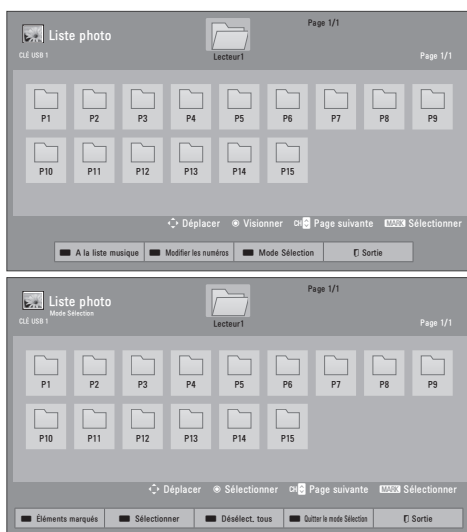 Page 1/1
Liste photo
CLÉ USB 1
Lecteur1
Page 1/1
P1 P2 P3 P4 P5 P6 P7 P8 P9
P10 P11 P12 P13 P14 P15
Déplacer Visionner CH Page suivante MARK Sélectionner
A la liste musique Modifier les numéros Mode Sélection Sortie
Page 1/1
Liste photo
Mode Sélection
CLÉ USB 1
Lecteur1
Page 1/1
P1 P2 P3 P4 P5 P6 P7 P8 P9
P10 P11 P12 P13 P14 P15
Déplacer Sélectionner CH Page suivante MARK Sélectionner
Éléments marqués Sélectionner Désélect. tous Quitter le mode Sélection Sortie